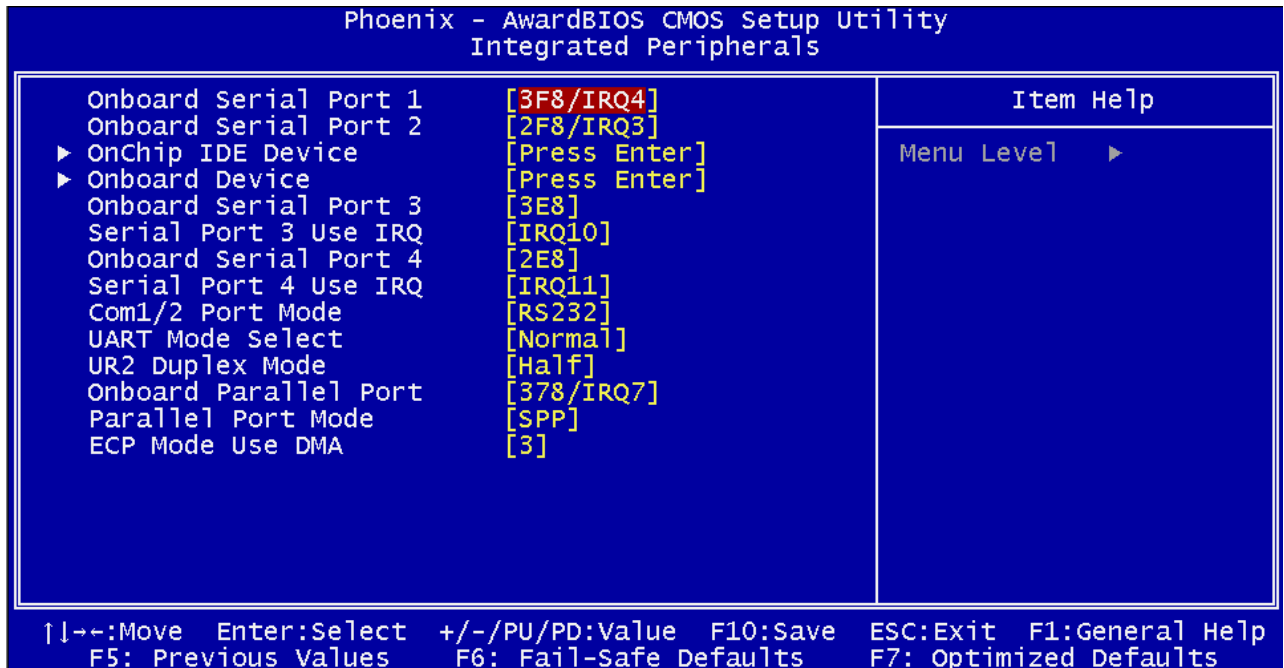 Phoenix - AwardBIOS CMOS Setup Utility
Integrated Peripherals
Onboard Serial Port 1 [3F8/IRQ4]
Onboard Serial Port 2 [2F8/IRQ3]
► OnChip IDE Device [Press Enter]
► Onboard Device [Press Enter]
Onboard Serial Port 3 [3E8]
Serial Port 3 Use IRQ [IRQ10]
Onboard Serial Port 4 [2E8]
Serial Port 4 Use IRQ [IRQ11]
Com1/2 Port Mode [RS232]
UART Mode Select [Normal]
UR2 Duplex Mode [Half]
Onboard Parallel Port [378/IRQ7]
Parallel Port Mode [SPP]
ECP Mode Use DMA [3]
Item Help
Menu Level ►
↑↓→←:Move Enter:Select +/-/PU/PD:Value F10:Save ESC:Exit F1:General Help
F5: Previous Values F6: Fail-Safe Defaults F7: Optimized Defaults